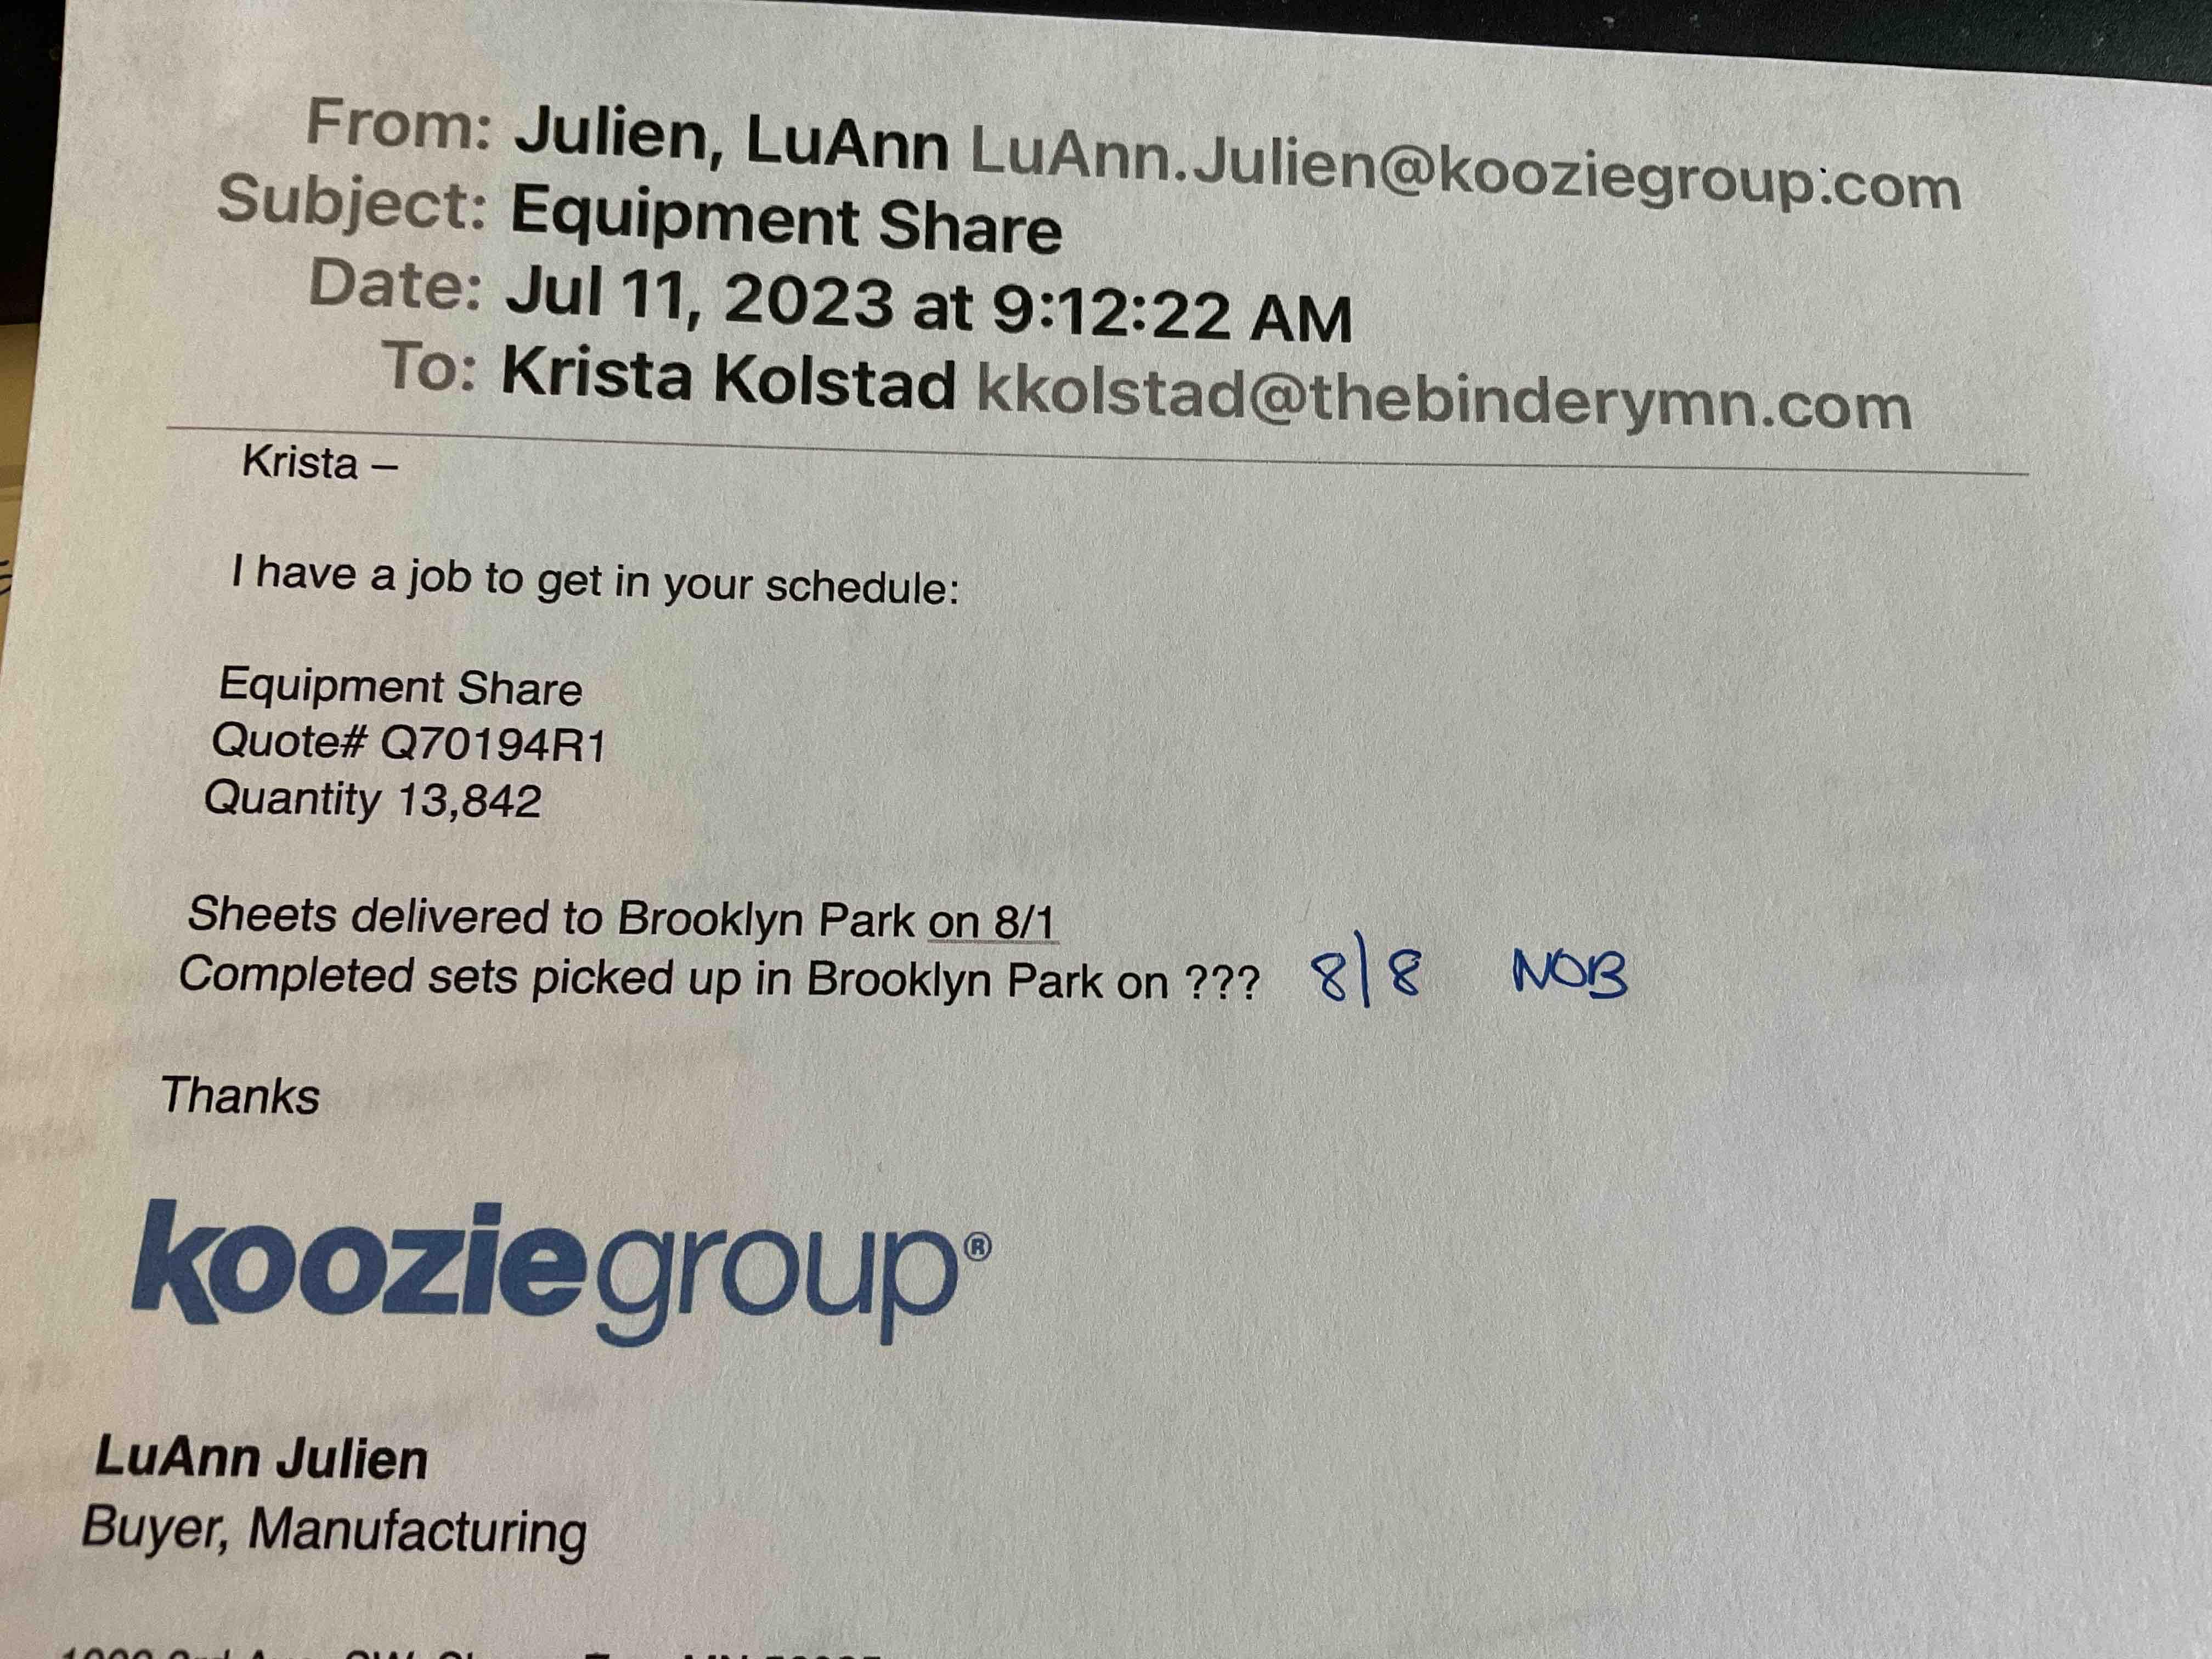 From: Julien, LuAnn LuAnn.Julien@kooziegroup.com
Subject: Equipment Share
Date: Jul 11, 2023 at 9:12:22 AM
To: Krista Kolstad kkolstad@thebinderymn.com
Krista –
I have a job to get in your schedule:
Equipment Share
Quote# Q70194R1
Quantity 13,842
Sheets delivered to Brooklyn Park on 8/1
Completed sets picked up in Brooklyn Park on ??? 8/8 NOB
Thanks
kooziegroup®
LuAnn Julien
Buyer, Manufacturing